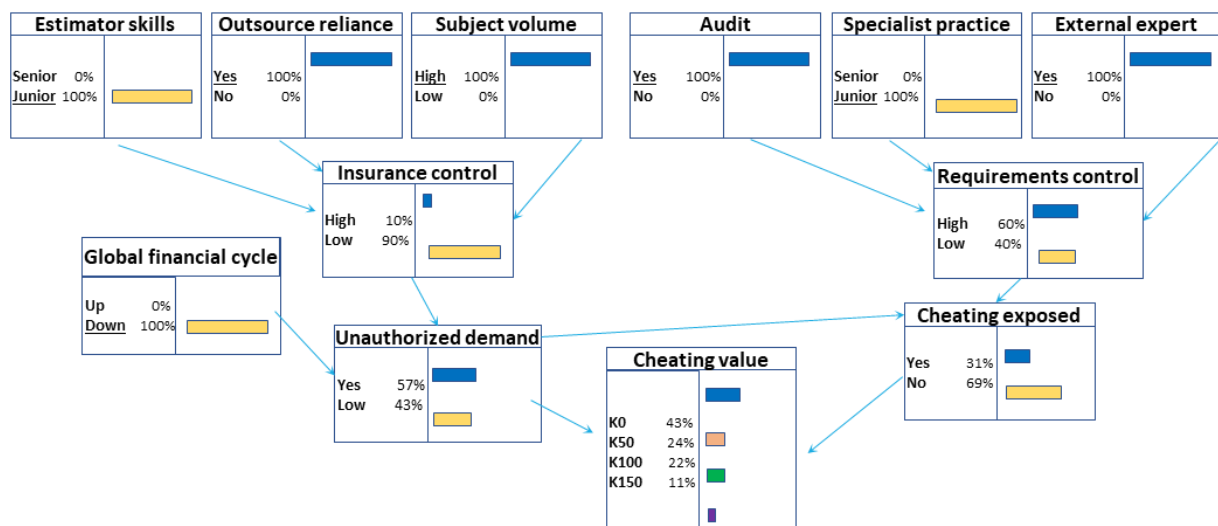 Estimator skills
Senior 0%
Junior 100%
Outsource reliance
Yes 100%
No 0%
Subject volume
High 100%
Low 0%
Audit
Yes 100%
No 0%
Specialist practice
Senior 0%
Junior 100%
External expert
Yes 100%
No 0%
Insurance control
High 10%
Low 90%
Requirements control
High 60%
Low 40%
Global financial cycle
Up 0%
Down 100%
Unauthorized demand
Yes 57%
Low 43%
Cheating value
K0 43%
K50 24%
K100 22%
K150 11%
Cheating exposed
Yes 31%
No 69%